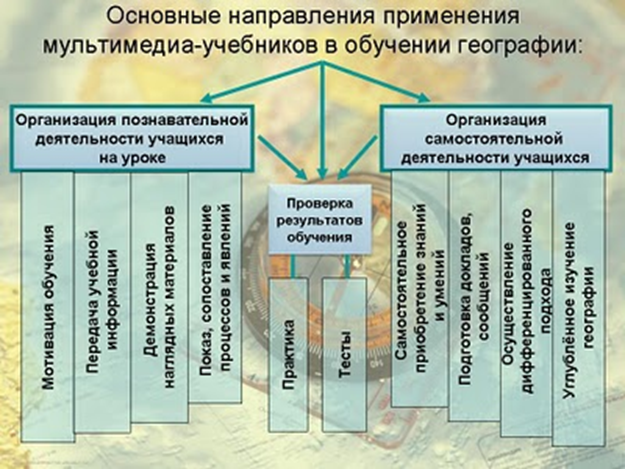 Основные направления применения
мультимедиа-учебников в обучении географии:
Организация познавательной
деятельности учащихся
на уроке
Организация
самостоятельной
деятельности учащихся
Проверка
результатов
обучения
Мотивация обучения
Передача учебной
информации
Демонстрация
наглядных материалов
Показ, сопоставление
процессов и явлений
Практика
Тесты
Самостоятельное
приобретение знаний
и умений
Подготовка докладов,
сообщений
Осуществление
дифференцированного
подхода
Углублённое изучение
географии